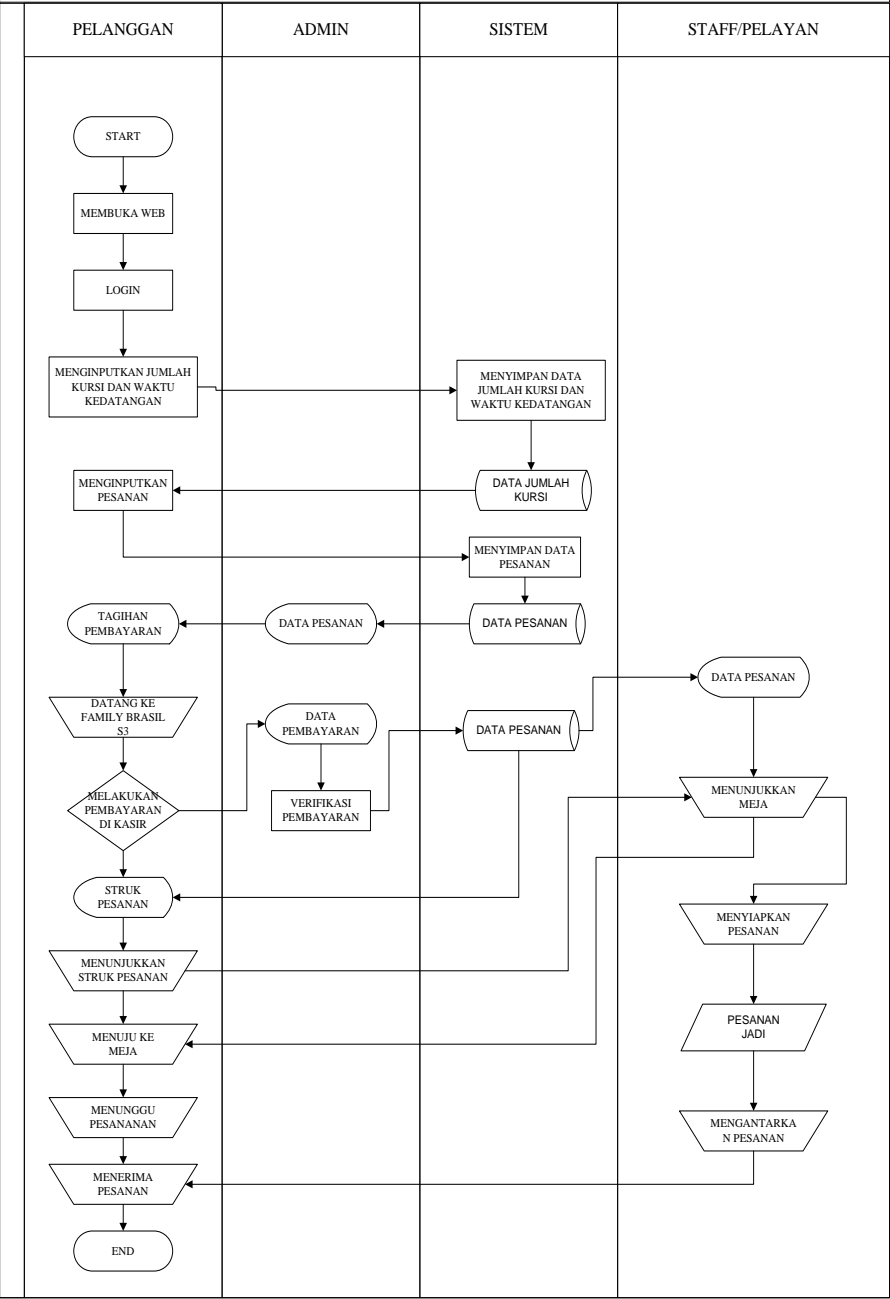 PELANGGAN
ADMIN
SISTEM
STAFF/PELAYAN
START
MEMBUKA WEB
LOGIN
MENGINPUTKAN JUMLAH
KURSI DAN WAKTU
KEDATANGAN
MENYIMPAN DATA
JUMLAH KURSI DAN
WAKTU KEDATANGAN
MENGINPUTKAN
PESANAN
DATA JUMLAH
KURSI
MENYIMPAN DATA
PESANAN
TAGIHAN
PEMBAYARAN
DATA PESANAN
DATA PESANAN
DATA PESANAN
DATANG KE
FAMILY BRASIL
S3
DATA
PEMBAYARAN
DATA PESANAN
MELAKUKAN
PEMBAYARAN
DI KASIR
VERIFIKASI
PEMBAYARAN
MENUNJUKKAN
MEJA
STRUK
PESANAN
MENYIAPKAN
PESANAN
MENUNJUKKAN
STRUK PESANAN
PESANAN
JADI
MENUJU KE
MEJA
MENUNGGU
PESANANAN
MENGANTARKA
N PESANAN
MENERIMA
PESANAN
END